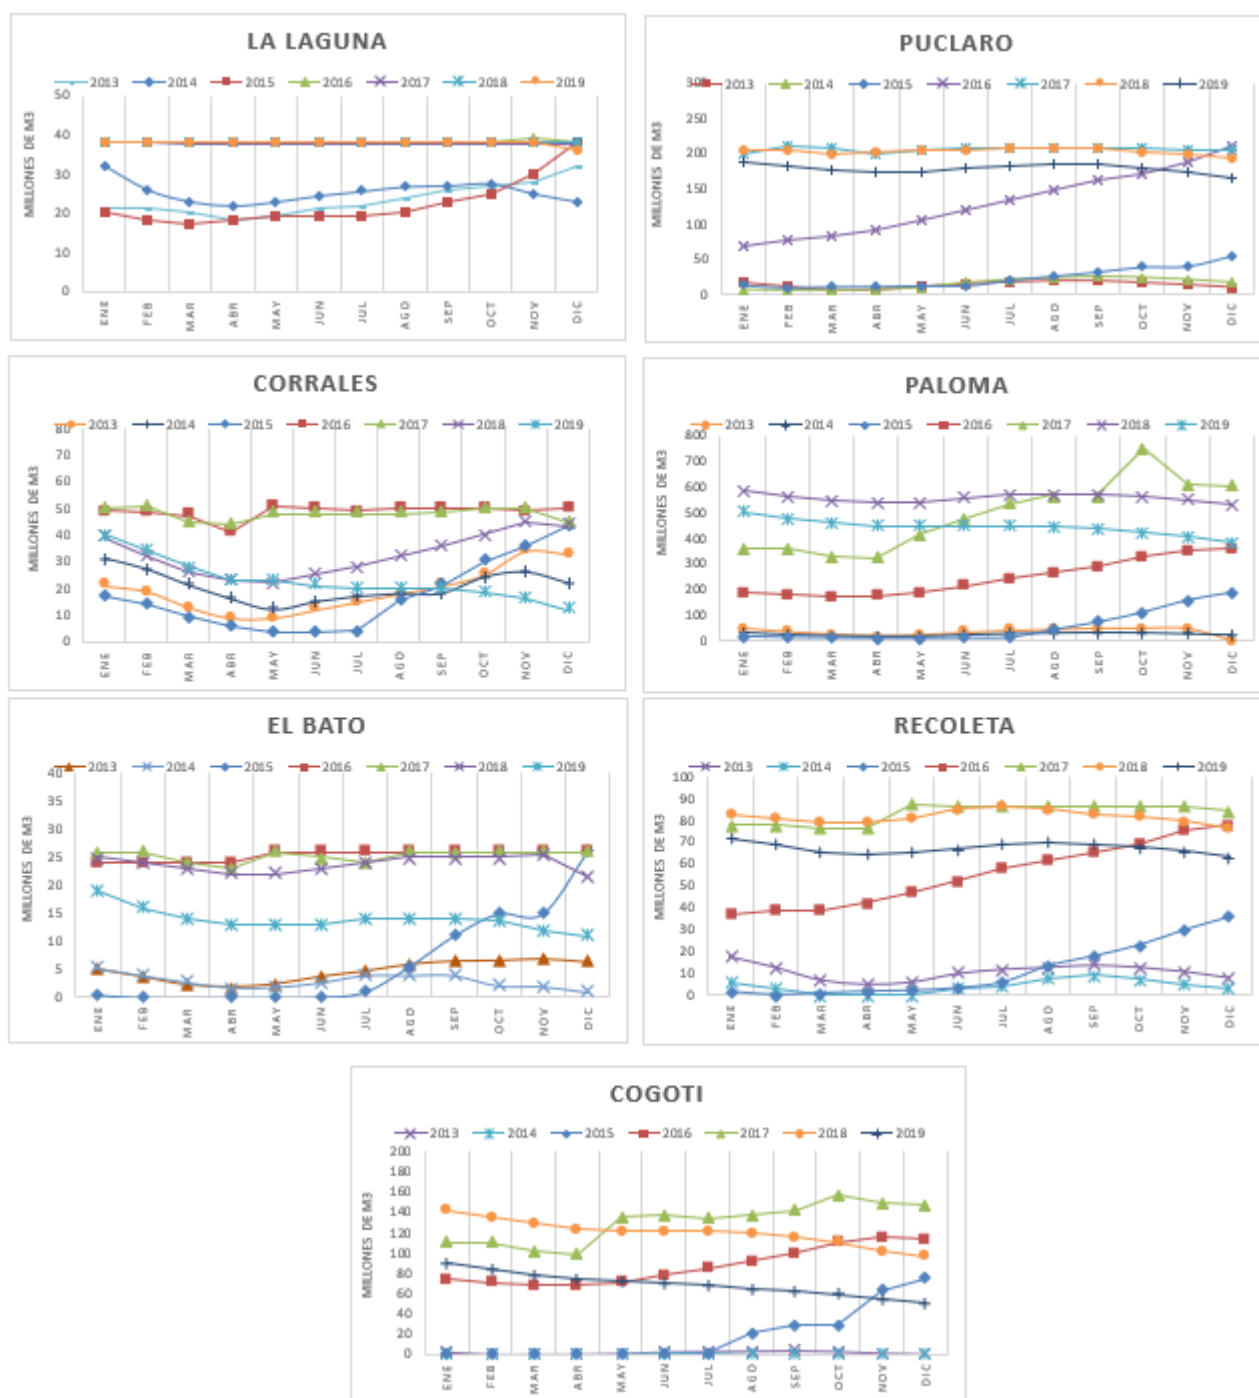 LA LAGUNA
2013 2014 2015 2016 2017 2018 2019
MILLONES DE M3
50
40
30
20
10
0
ENE FEB MAR ABR MAY JUN JUL AGO SEP OCT NOV DIC
PUCLARO
2013 2014 2015 2016 2017 2018 2019
MILLONES DE M3
300
250
200
150
100
50
0
ENE FEB MAR ABR MAY JUN JUL AGO SEP OCT NOV DIC
CORRALES
2013 2014 2015 2016 2017 2018 2019
MILLONES DE M3
80
70
60
50
40
30
20
10
0
ENE FEB MAR ABR MAY JUN JUL AGO SEP OCT NOV DIC
PALOMA
2013 2014 2015 2016 2017 2018 2019
MILLONES DE M3
800
700
600
500
400
300
200
100
0
ENE FEB MAR ABR MAY JUN JUL AGO SEP OCT NOV DIC
EL BATO
2013 2014 2015 2016 2017 2018 2019
MILLONES DE M3
40
35
30
25
20
15
10
5
0
ENE FEB MAR ABR MAY JUN JUL AGO SEP OCT NOV DIC
RECOLETA
2013 2014 2015 2016 2017 2018 2019
MILLONES DE M3
100
90
80
70
60
50
40
30
20
10
0
ENE FEB MAR ABR MAY JUN JUL AGO SEP OCT NOV DIC
COGOTI
2013 2014 2015 2016 2017 2018 2019
MILLONES DE M3
200
180
160
140
120
100
80
60
40
20
0
ENE FEB MAR ABR MAY JUN JUL AGO SEP OCT NOV DIC